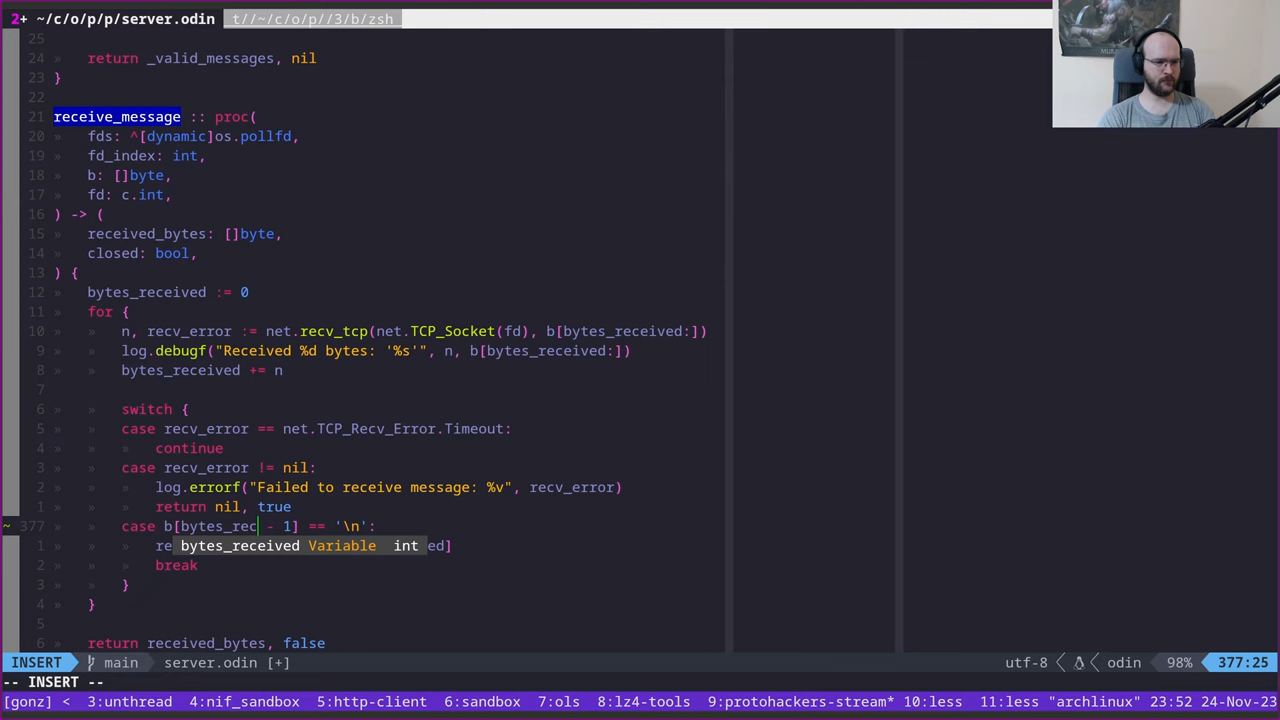 2+ ~/c/o/p/p/server.odin t//~/c/o/p//3/b/zsh
25
24 » return _valid_messages, nil
23 }
22
21 receive_message :: proc(
20 » fds: ^[dynamic]os.pollfd,
19 » fd_index: int,
18 » b: []byte,
17 » fd: c.int,
16 ) -> (
15 » received_bytes: []byte,
14 » closed: bool,
13 ) {
12 » bytes_received := 0
11 » for {
10 » » n, recv_error := net.recv_tcp(net.TCP_Socket(fd), b[bytes_received:])
9 » » log.debugf("Received %d bytes: '%s'", n, b[bytes_received:])
8 » » bytes_received += n
7
6 » » switch {
5 » » case recv_error == net.TCP_Recv_Error.Timeout:
4 » » » continue
3 » » case recv_error != nil:
2 » » » log.errorf("Failed to receive message: %v", recv_error)
1 » » » return nil, true
~ 377 » » case b[bytes_rec - 1] == '\n':
1 » » » re bytes_received Variable int ed]
2 » » » break
3 » » }
4 » }
5
6 » return received_bytes, false
INSERT main server.odin [+] utf-8 odin 98% 377:25
-- INSERT --
[gonz] < 3:unthread 4:nif_sandbox 5:http-client 6:sandbox 7:ols 8:lz4-tools 9:protohackers-stream* 10:less 11:less "archlinux" 23:52 24-Nov-23